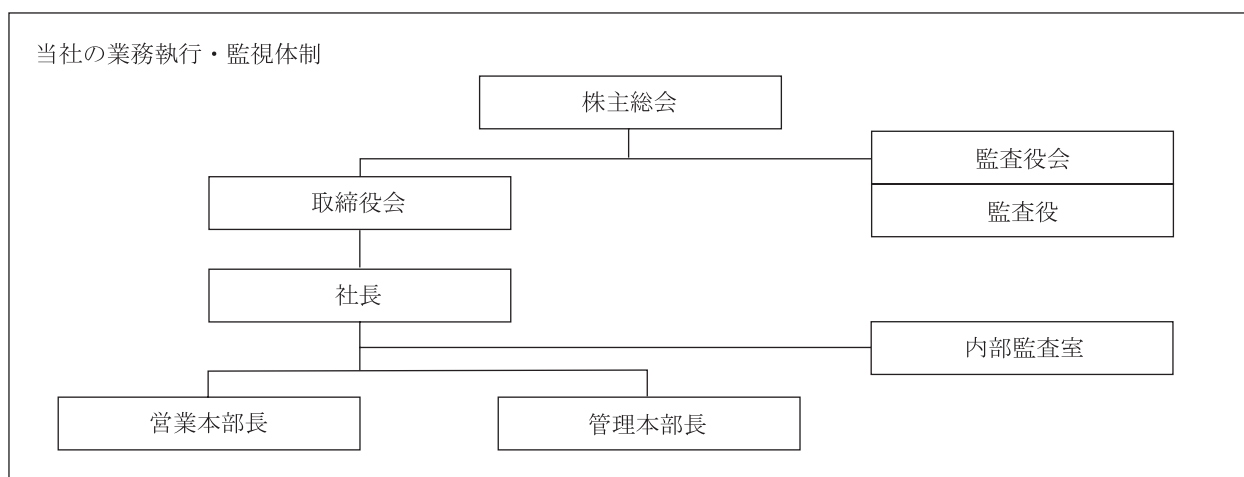 当社の業務執行・監視体制
株主総会
監査役会
取締役会
監査役
社長
内部監査室
営業本部長
管理本部長